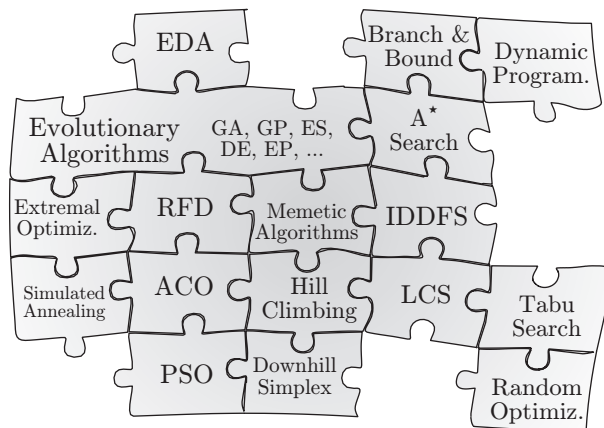 EDA
Branch &
Bound
Dynamic
Program.
Evolutionary
Algorithms
GA, GP, ES,
DE, EP, ...
A*
Search
Extremal
Optimiz.
RFD
Memetic
Algorithms
IDDFS
Simulated
Annealing
ACO
Hill
Climbing
LCS
Tabu
Search
PSO
Downhill
Simplex
Random
Optimiz.